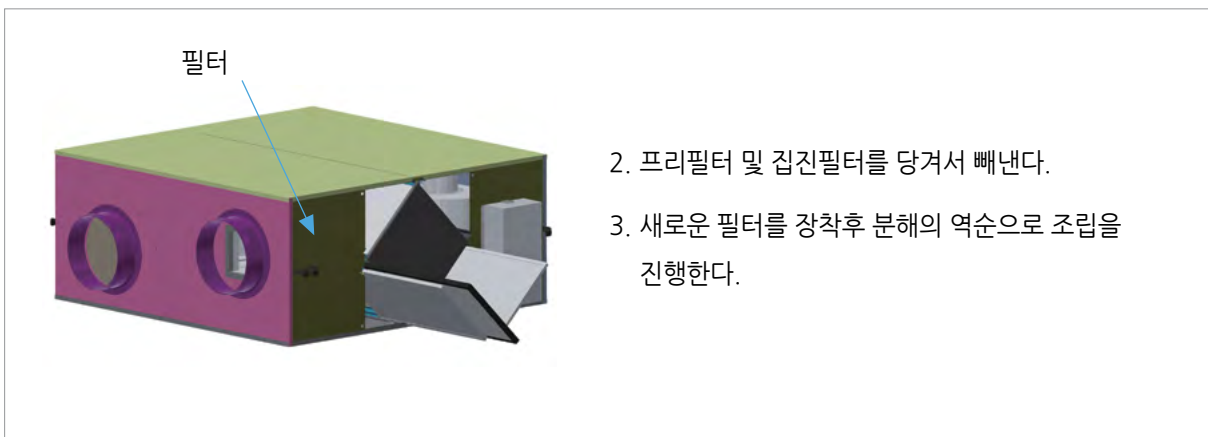 필터
2. 프리필터 및 집진필터를 당겨서 빼낸다.
3. 새로운 필터를 장착후 분해의 역순으로 조립을
진행한다.